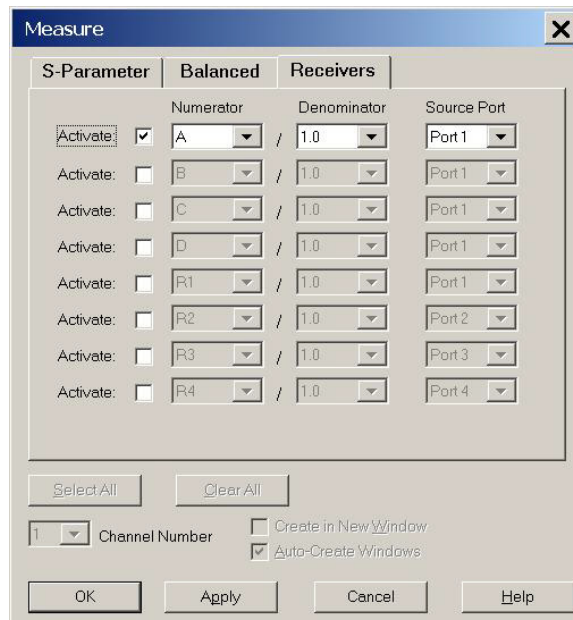 Measure
S-Parameter Balanced Receivers
Numerator Denominator Source Port
Activate: A / 1.0 Port 1
Activate: B / 1.0 Port 1
Activate: C / 1.0 Port 1
Activate: D / 1.0 Port 1
Activate: R1 / 1.0 Port 1
Activate: R2 / 1.0 Port 2
Activate: R3 / 1.0 Port 3
Activate: R4 / 1.0 Port 4
Select All Clear All
1 Channel Number
Create in New Window
Auto-Create Windows
OK Apply Cancel Help